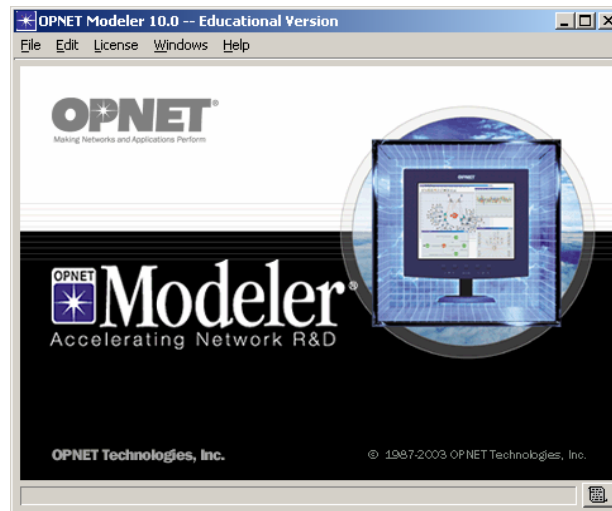 OPNET Modeler 10.0 -- Educational Version
File Edit License Windows Help
OPNET®
Making Networks and Applications Perform
OPNET
OPNET
Modeler®
Accelerating Network R&D
OPNET Technologies, Inc.
© 1987-2003 OPNET Technologies, Inc.